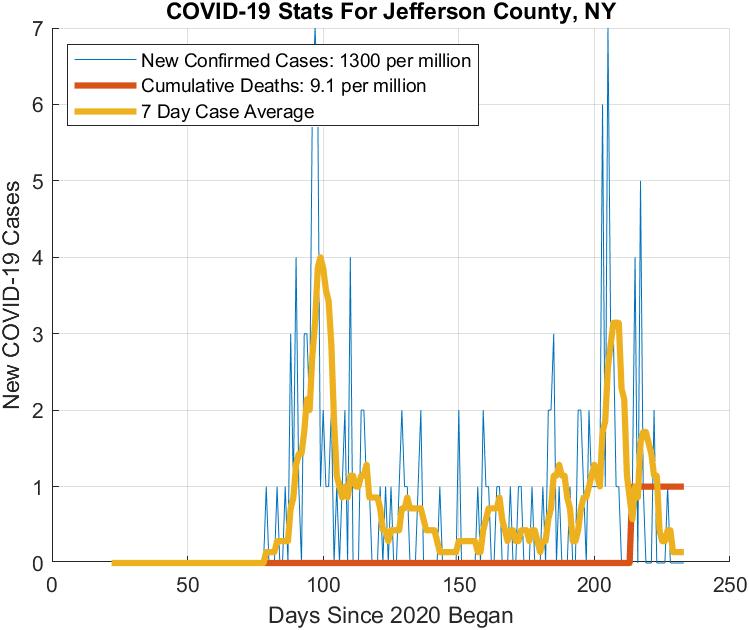 COVID-19 Stats For Jefferson County, NY
New Confirmed Cases: 1300 per million
Cumulative Deaths: 9.1 per million
7 Day Case Average
New COVID-19 Cases
7
6
5
4
3
2
1
0
0 50 100 150 200 250
Days Since 2020 Began